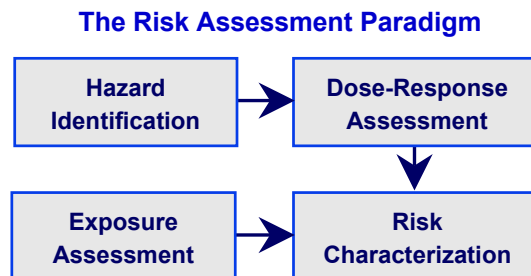 The Risk Assessment Paradigm
Hazard
Identification
Dose-Response
Assessment
Exposure
Assessment
Risk
Characterization